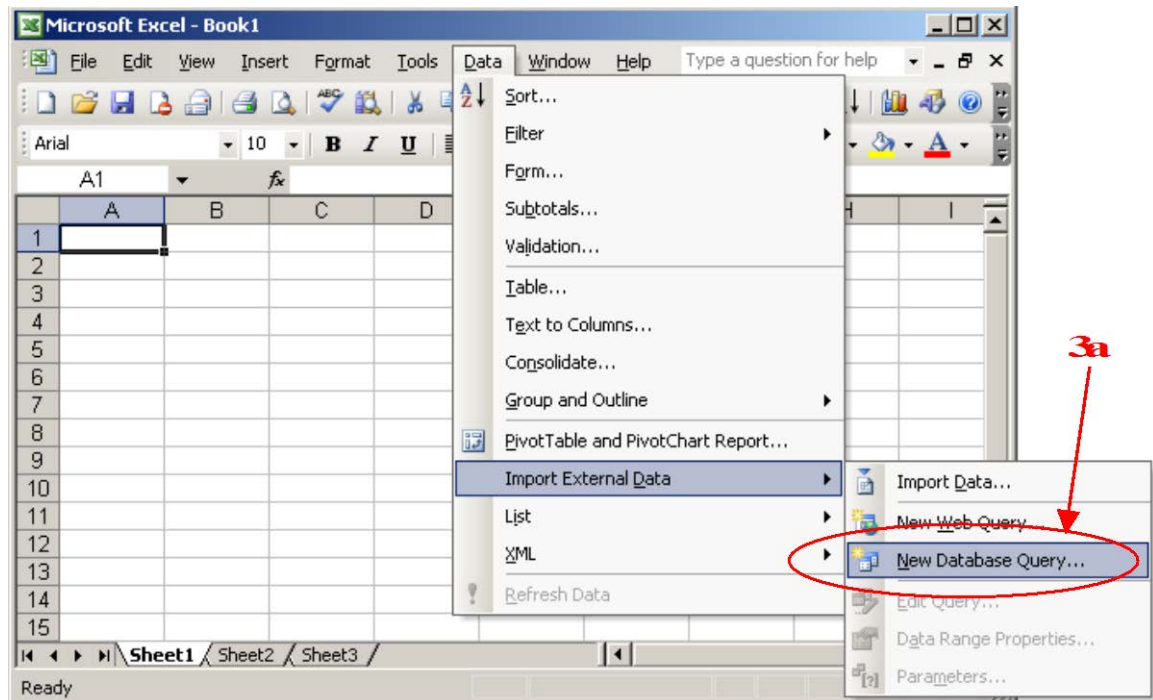 Microsoft Excel - Book1
File Edit View Insert Format Tools Data Window Help Type a question for help
Arial 10 B I U A
A1 fx
A B C D H I
1
2
3
4
5
6
7
8
9
10
11
12
13
14
15
Sort...
Filter
Form...
Subtotals...
Validation...
Table...
Text to Columns...
Consolidate...
Group and Outline
PivotTable and PivotChart Report...
Import External Data
List
XML
Refresh Data
3a
Import Data...
New Web Query
New Database Query...
Edit Query...
Data Range Properties...
Parameters...
Sheet1 Sheet2 Sheet3
Ready